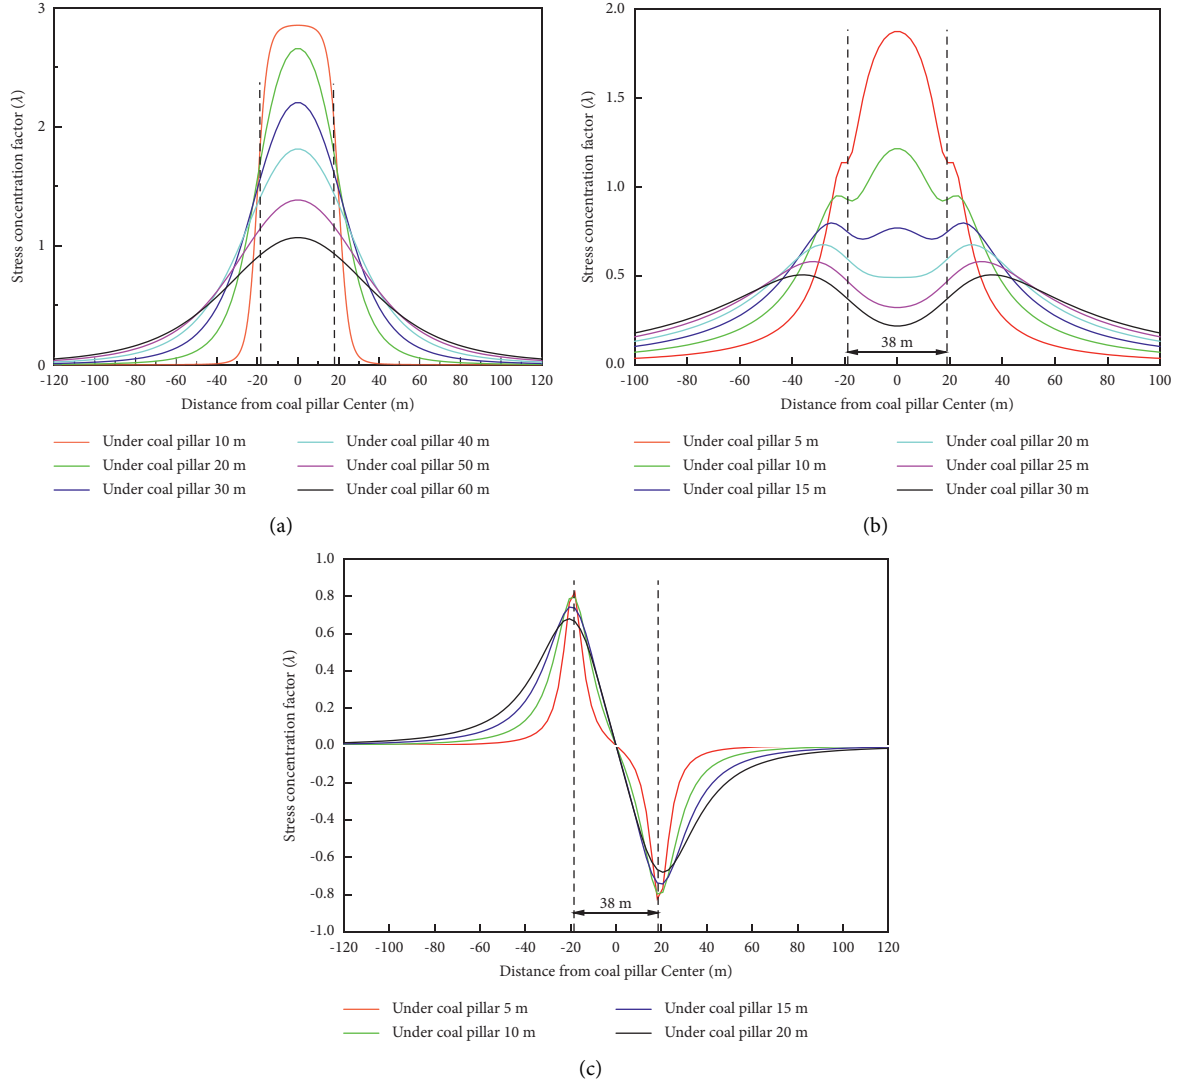 3
2
1
0
Stress concentration factor (λ)
-120 -100 -80 -60 -40 -20 0 20 40 60 80 100 120
Distance from coal pillar Center (m)
Under coal pillar 10 m
Under coal pillar 20 m
Under coal pillar 30 m
Under coal pillar 40 m
Under coal pillar 50 m
Under coal pillar 60 m
(a)
2.0
1.5
1.0
0.5
0.0
Stress concentration factor (λ)
38 m
-100 -80 -60 -40 -20 0 20 40 60 80 100
Distance from coal pillar Center (m)
Under coal pillar 5 m
Under coal pillar 10 m
Under coal pillar 15 m
Under coal pillar 20 m
Under coal pillar 25 m
Under coal pillar 30 m
(b)
1.0
0.8
0.6
0.4
0.2
0.0
-0.2
-0.4
-0.6
-0.8
-1.0
Stress concentration factor (λ)
38 m
-120 -100 -80 -60 -40 -20 0 20 40 60 80 100 120
Distance from coal pillar Center (m)
Under coal pillar 5 m
Under coal pillar 10 m
Under coal pillar 15 m
Under coal pillar 20 m
(c)